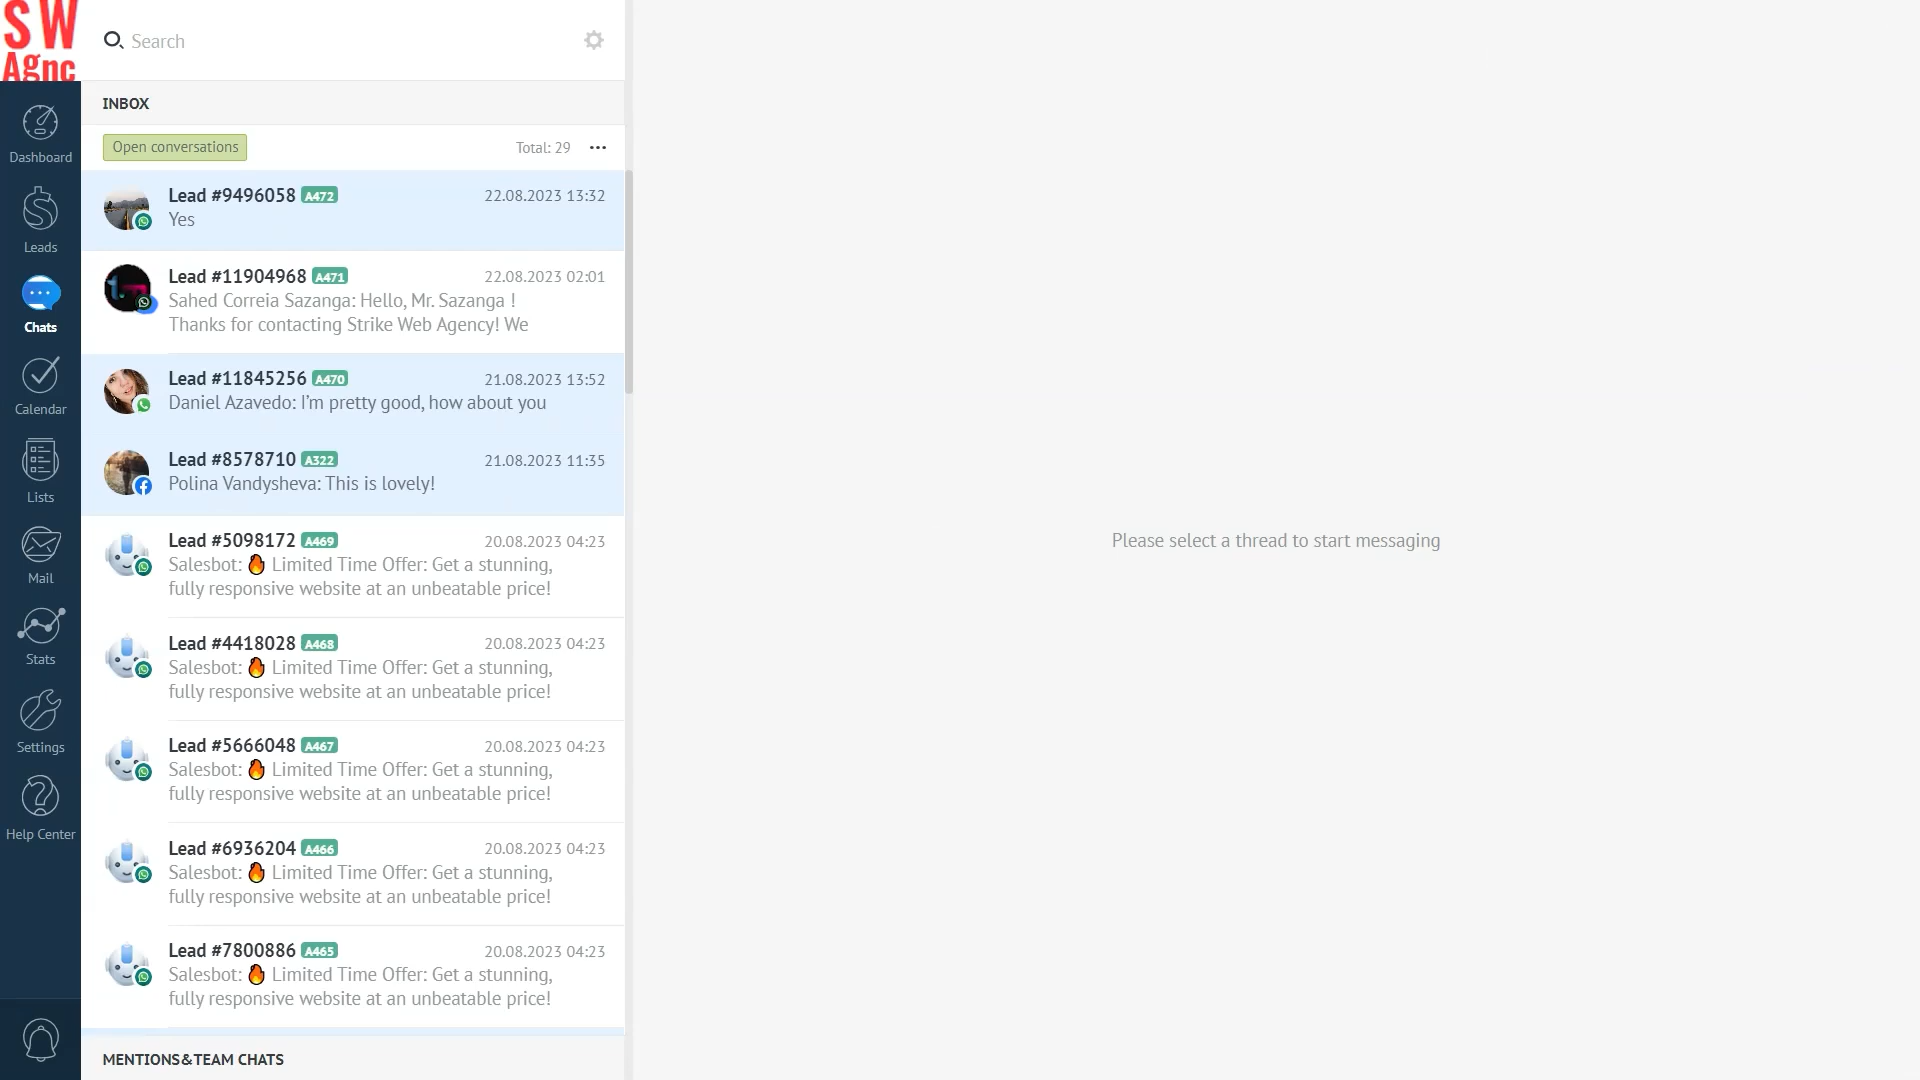 SW
Agnc
Search
INBOX
Open conversations
Total: 29
Lead #9496058 A472 22.08.2023 13:32
Yes
Lead #11904968 A471 22.08.2023 02:01
Sahed Correia Sazanga: Hello, Mr. Sazanga !
Thanks for contacting Strike Web Agency! We
Lead #11845256 A470 21.08.2023 13:52
Daniel Azavedo: I’m pretty good, how about you
Lead #8578710 A322 21.08.2023 11:35
Polina Vandysheva: This is lovely!
Lead #5098172 A469 20.08.2023 04:23
Salesbot: 🔥 Limited Time Offer: Get a stunning,
fully responsive website at an unbeatable price!
Lead #4418028 A468 20.08.2023 04:23
Salesbot: 🔥 Limited Time Offer: Get a stunning,
fully responsive website at an unbeatable price!
Lead #5666048 A467 20.08.2023 04:23
Salesbot: 🔥 Limited Time Offer: Get a stunning,
fully responsive website at an unbeatable price!
Lead #6936204 A466 20.08.2023 04:23
Salesbot: 🔥 Limited Time Offer: Get a stunning,
fully responsive website at an unbeatable price!
Lead #7800886 A465 20.08.2023 04:23
Salesbot: 🔥 Limited Time Offer: Get a stunning,
fully responsive website at an unbeatable price!
MENTIONS&TEAM CHATS
Dashboard
Leads
Chats
Calendar
Lists
Mail
Stats
Settings
Help Center
Please select a thread to start messaging